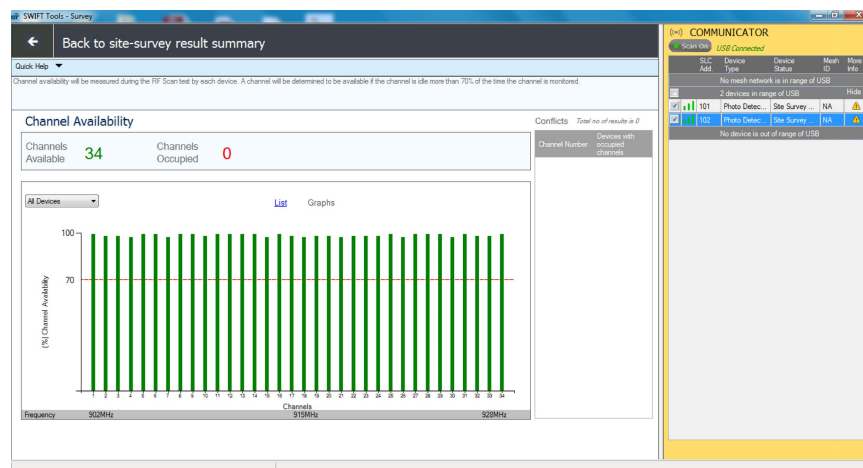 SWIFT Tools - Survey
Back to site-survey result summary
Quick Help
Channel availability will be measured during the RF Scan test by each device. A channel will be determined to be available if the channel is idle more than 70% of the time the channel is monitored.
Channel Availability
Channels Available 34
Channels Occupied 0
All Devices
List Graphs
100
70
(%) Channel Availability
1 2 3 4 5 6 7 8 9 10 11 12 13 14 15 16 17 18 19 20 21 22 23 24 25 26 27 28 29 30 31 32 33 34
Channels
Frequency 902MHz 915MHz 928MHz
Conflicts Total no of results is 0
Channel Number Devices with occupied channels
COMMUNICATOR
Scan On USB Connected
SLC Add. Device Type Device Status Mesh ID More Info
No mesh network is in range of USB
2 devices in range of USB Hide
101 Photo Detec... Site Survey ... NA
102 Photo Detec... Site Survey ... NA
No device is out of range of USB